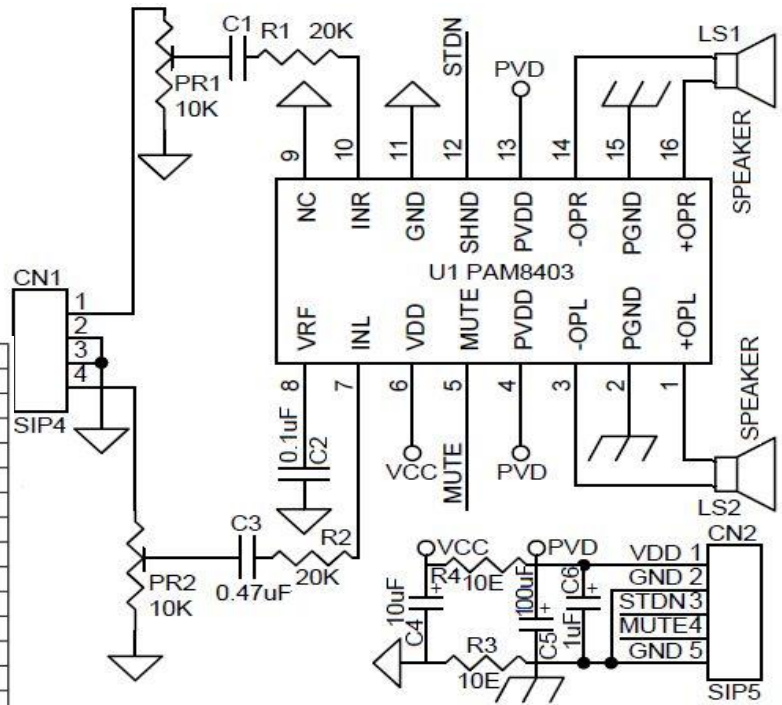 C1
R1
20K
PR1
10K
STDN
PVD
LS1
SPEAKER
9
10
11
12
13
14
15
16
NC
INR
GND
SHND
PVDD
-OPR
PGND
+OPR
U1 PAM8403
CN1
1
2
3
4
SIP4
VRF
INL
VDD
MUTE
PVDD
-OPL
PGND
+OPL
8
7
6
5
4
3
2
1
0.1uF
C2
VCC
MUTE
PVD
SPEAKER
LS2
C3
R2
0.47uF
20K
PR2
10K
VCC
PVD
R4
10E
10uF
C4
100uF
C5
C6
1uF
R3
10E
CN2
VDD 1
GND 2
STDN3
MUTE4
GND 5
SIP5